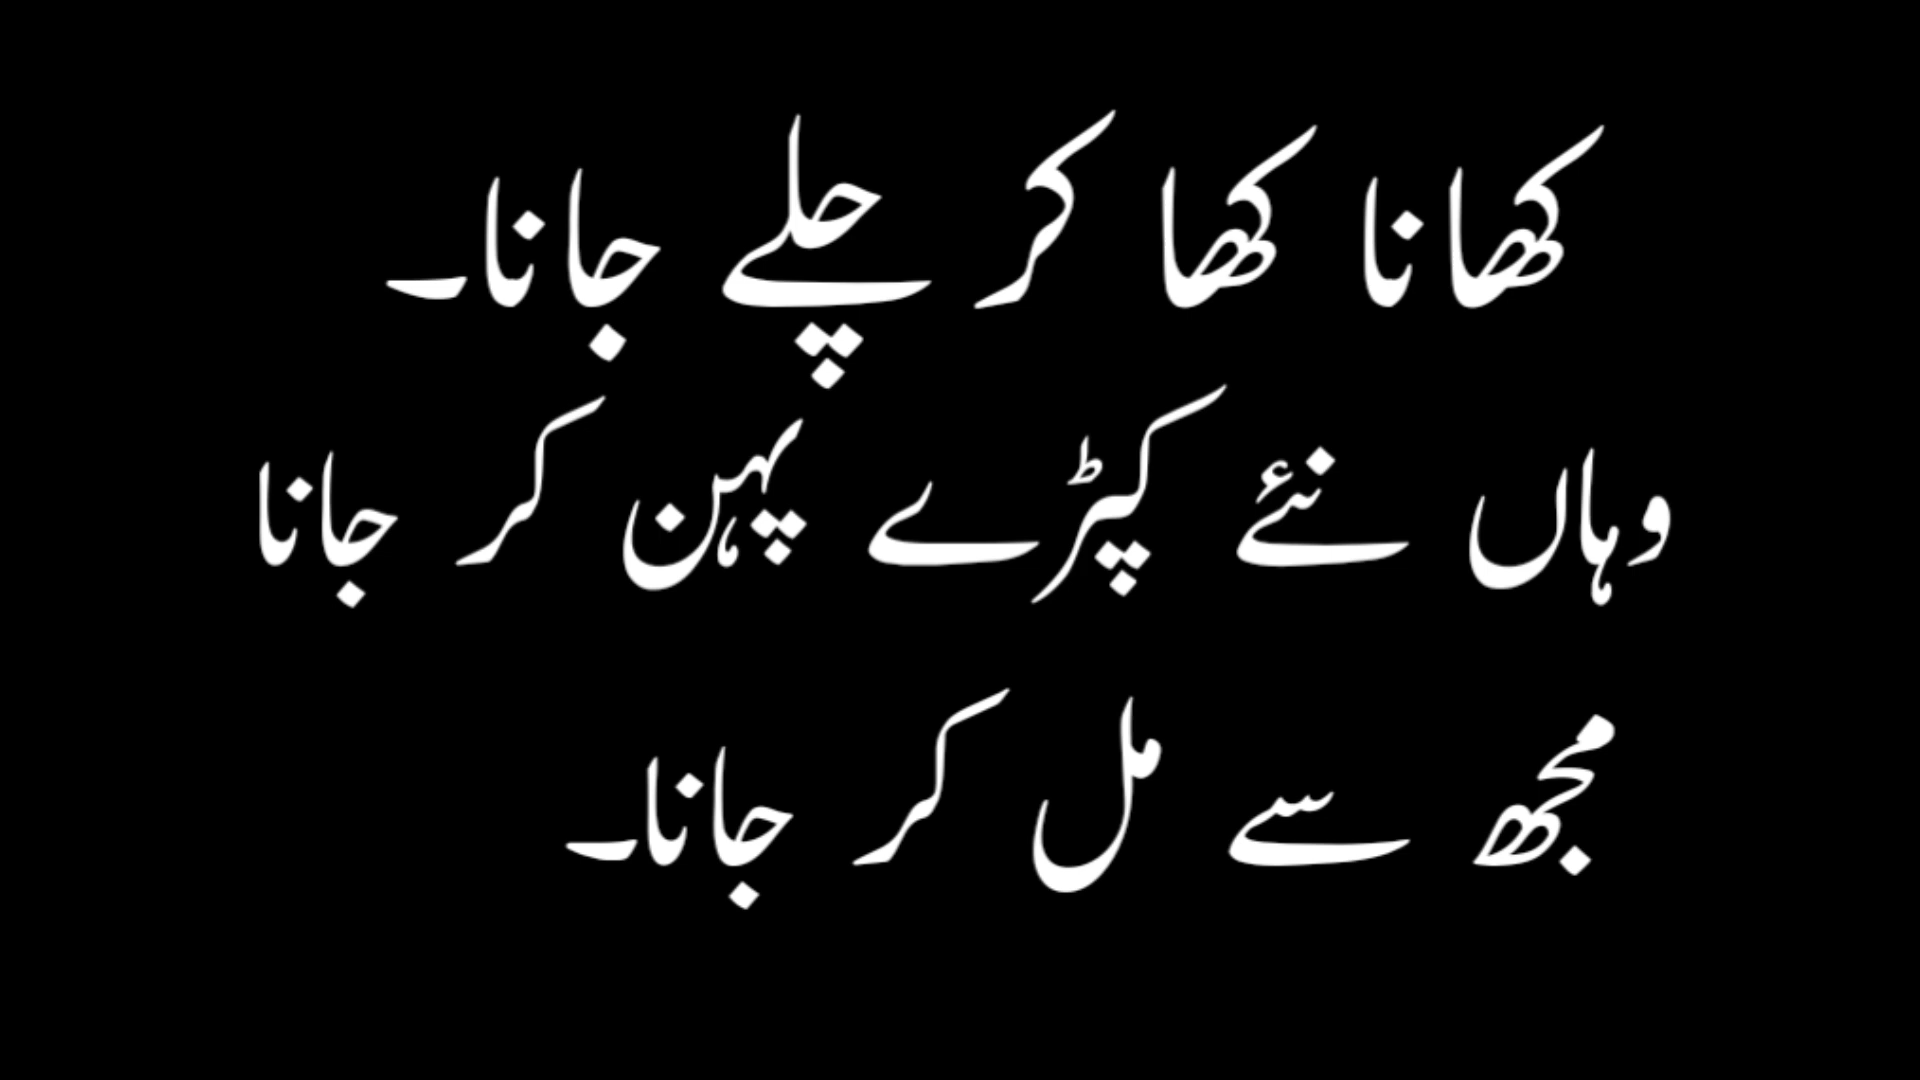 کھانا کھا کر چلے جانا۔
وہاں نئے کپڑے پہن کر جانا
مجھ سے مل کر جانا۔